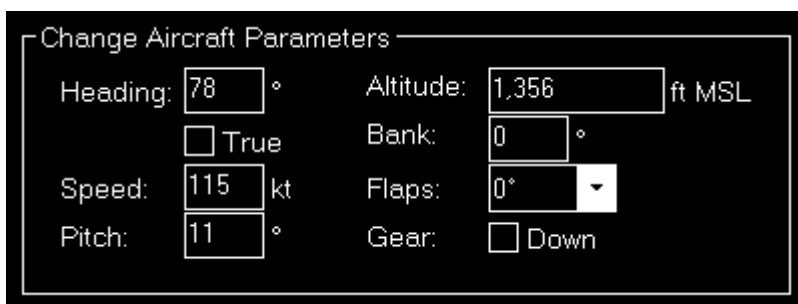 Change Aircraft Parameters
Heading: 78 ° Altitude: 1,356 ft MSL
True Bank: 0 °
Speed: 115 kt Flaps: 0°
Pitch: 11 ° Gear: Down